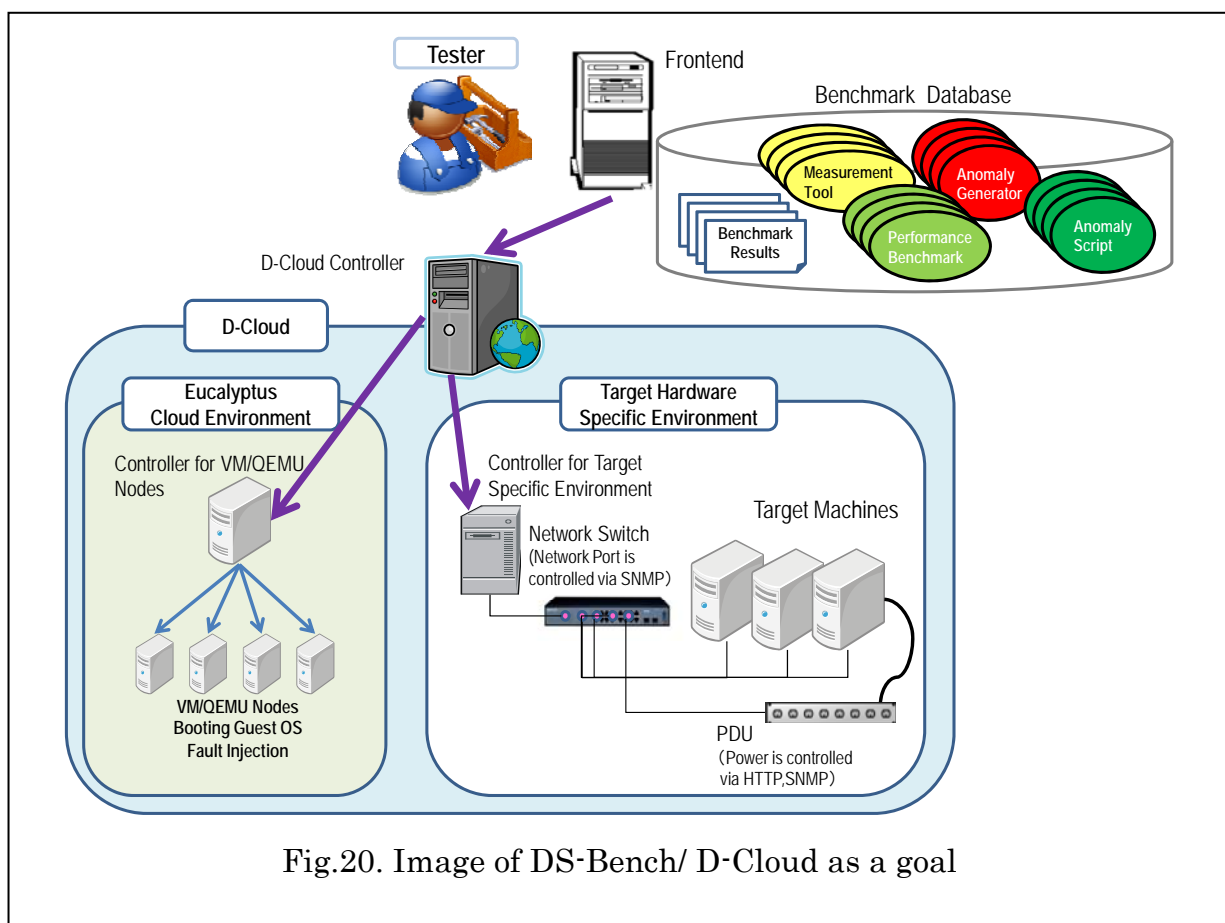 Tester
Frontend
Benchmark Database
Measurement
Tool
Anomaly
Generator
Performance
Benchmark
Anomaly
Script
Benchmark
Results
D-Cloud Controller
D-Cloud
Eucalyptus
Cloud Environment
Controller for VM/QEMU
Nodes
VM/QEMU Nodes
Booting Guest OS
Fault Injection
Target Hardware
Specific Environment
Controller for Target
Specific Environment
Network Switch
(Network Port is
controlled via SNMP)
Target Machines
PDU
(Power is controlled
via HTTP,SNMP)
Fig.20. Image of DS-Bench/ D-Cloud as a goal